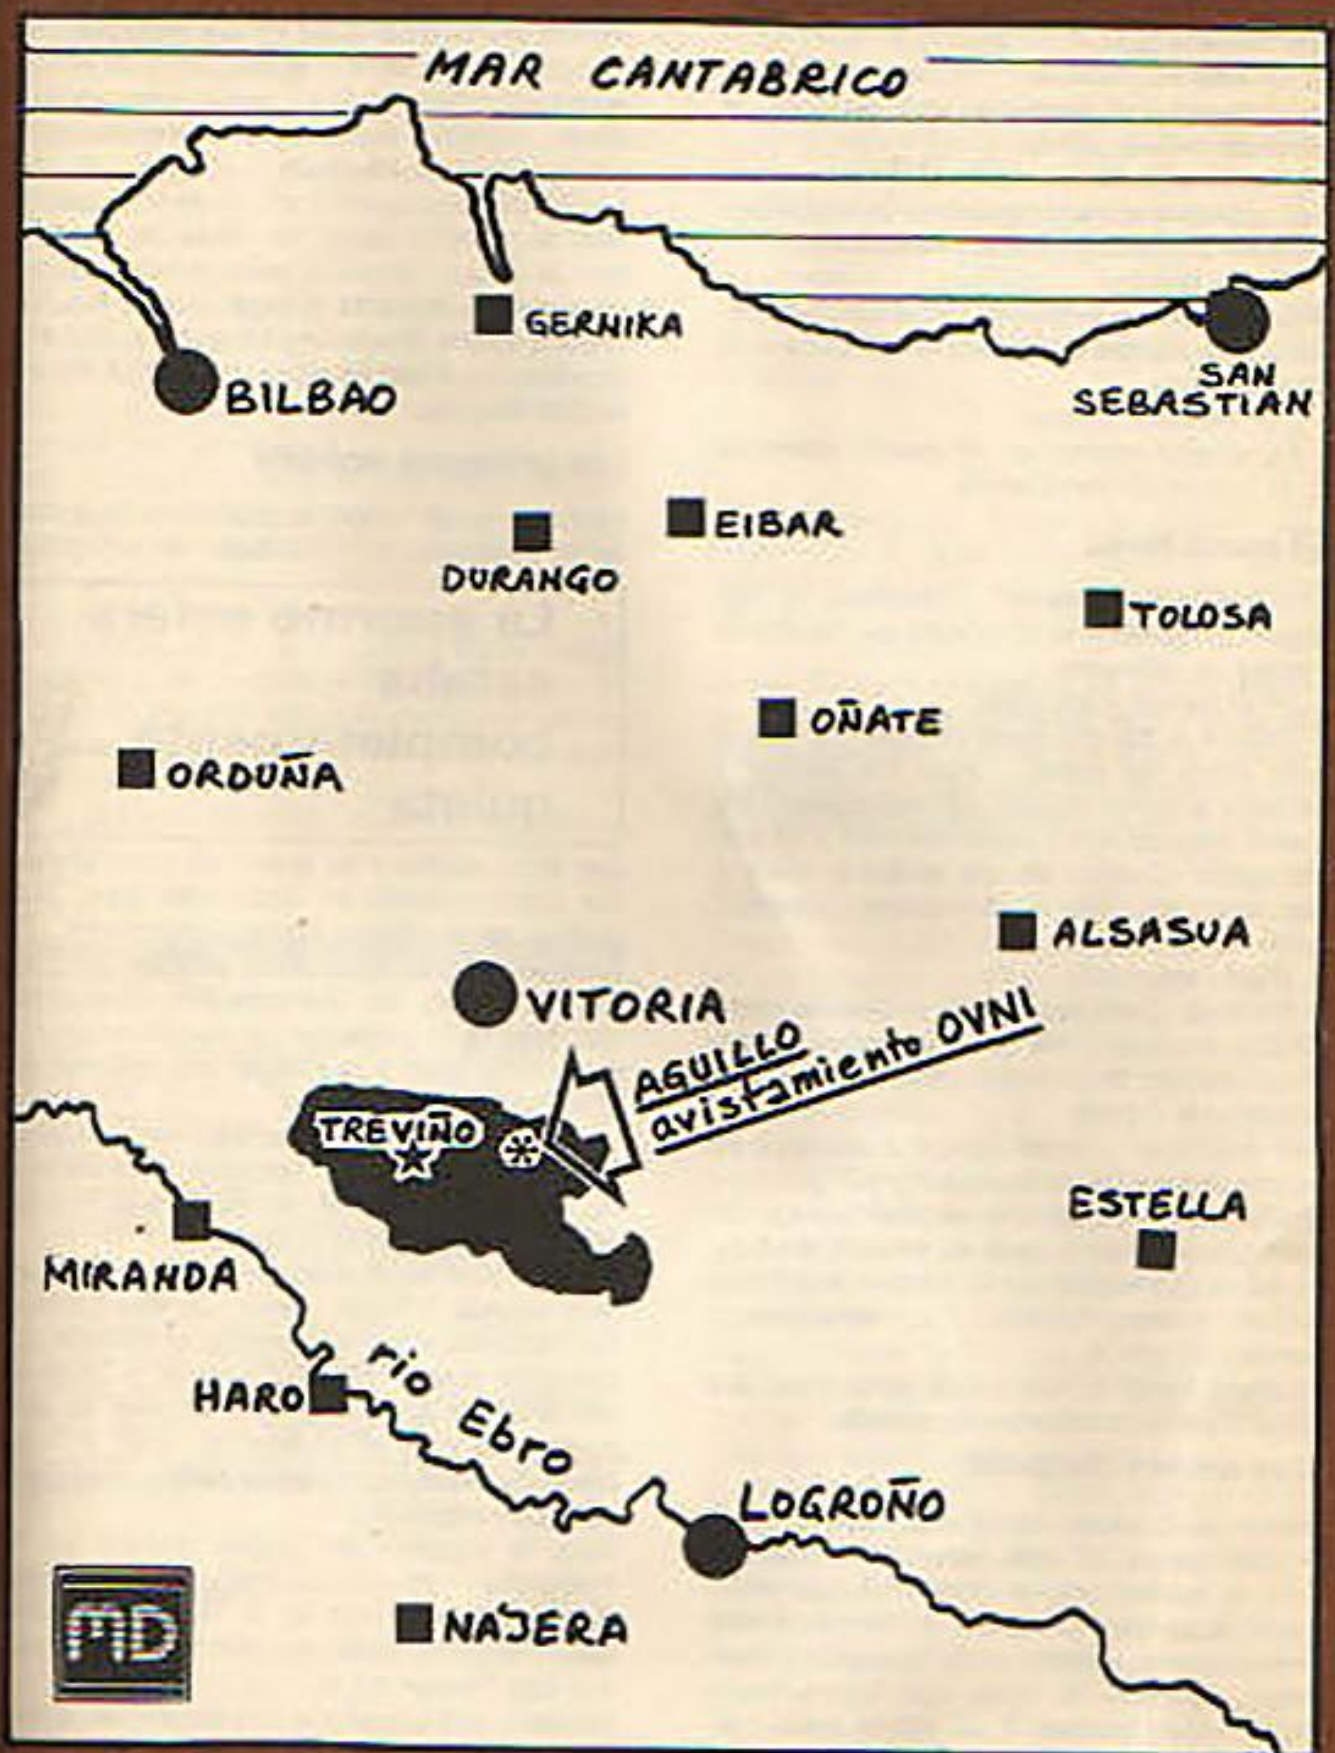 MAR CANTABRICO
GERNIKA
BILBAO
SAN
SEBASTIAN
EIBAR
DURANGO
TOLOSA
OÑATE
ORDUÑA
ALSASUA
VITORIA
AGUILLO
avistamiento OVNI
TREVIÑO
ESTELLA
MIRANDA
HARO
rio Ebro
LOGROÑO
NAJERA
MD